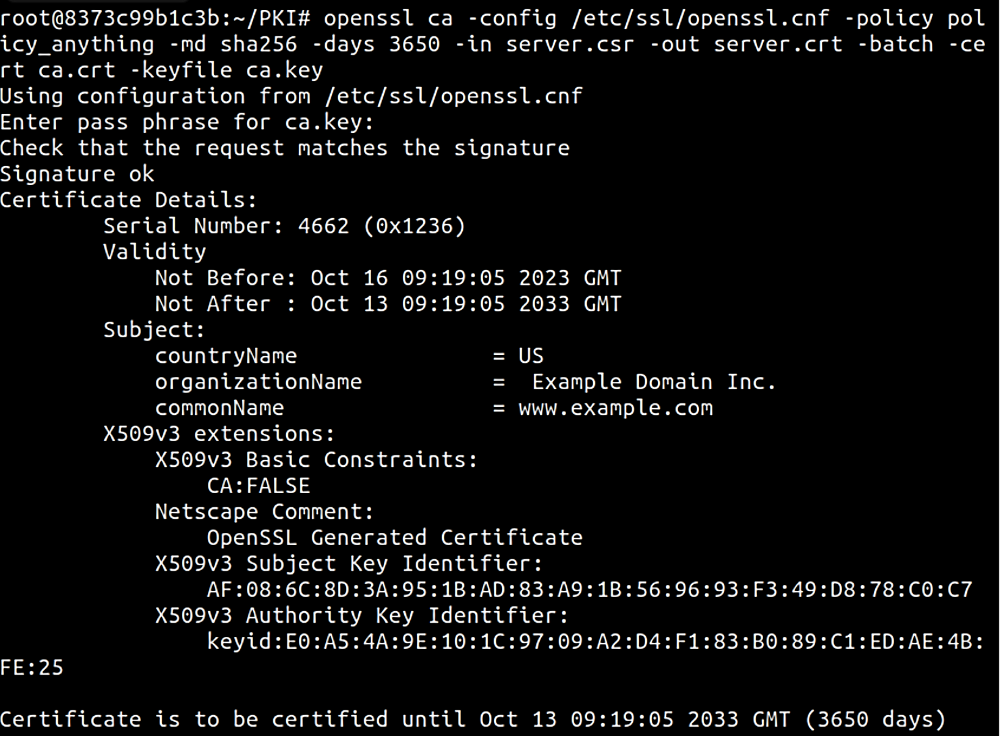 root@8373c99b1c3b:~/PKI# openssl ca -config /etc/ssl/openssl.cnf -policy pol
icy_anything -md sha256 -days 3650 -in server.csr -out server.crt -batch -ce
rt ca.crt -keyfile ca.key
Using configuration from /etc/ssl/openssl.cnf
Enter pass phrase for ca.key:
Check that the request matches the signature
Signature ok
Certificate Details:
        Serial Number: 4662 (0x1236)
        Validity
            Not Before: Oct 16 09:19:05 2023 GMT
            Not After : Oct 13 09:19:05 2033 GMT
        Subject:
            countryName               = US
            organizationName          =  Example Domain Inc.
            commonName                = www.example.com
        X509v3 extensions:
            X509v3 Basic Constraints:
                CA:FALSE
            Netscape Comment:
                OpenSSL Generated Certificate
            X509v3 Subject Key Identifier:
                AF:08:6C:8D:3A:95:1B:AD:83:A9:1B:56:96:93:F3:49:D8:78:C0:C7
            X509v3 Authority Key Identifier:
                keyid:E0:A5:4A:9E:10:1C:97:09:A2:D4:F1:83:B0:89:C1:ED:AE:4B:
FE:25

Certificate is to be certified until Oct 13 09:19:05 2033 GMT (3650 days)